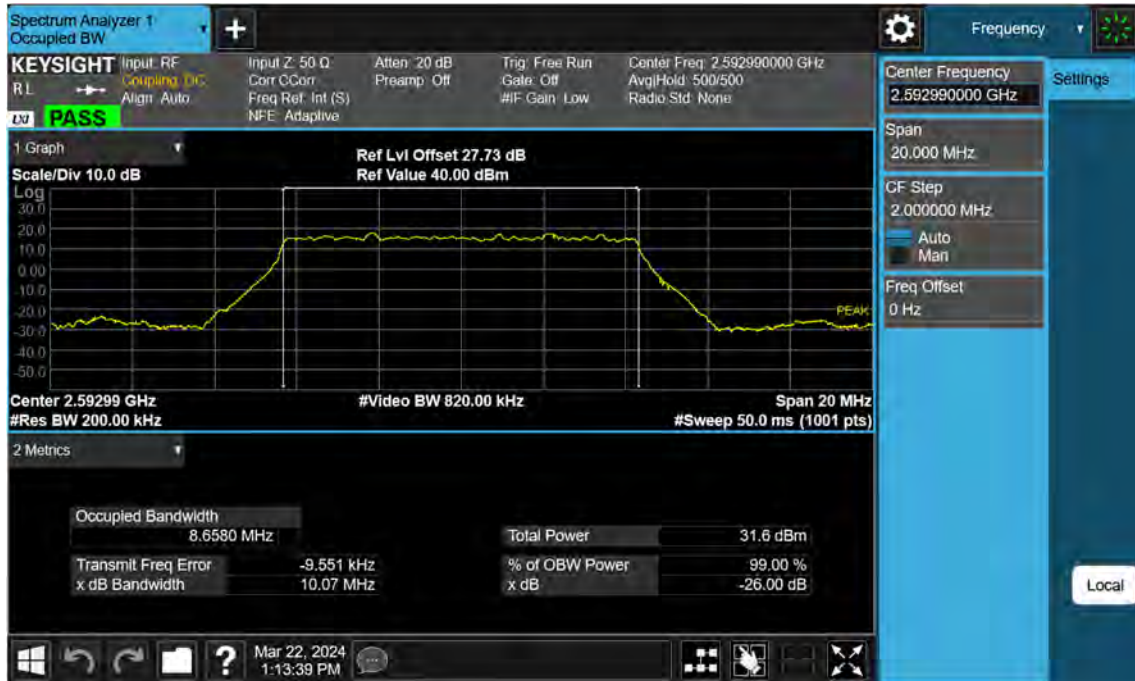 Spectrum Analyzer 1
Occupied BW
+
Frequency
KEYSIGHT
Input: RF
Coupling: DC
Align: Auto
Input Z: 50 Ω
Corr CCorr
Freq Ref: Int (S)
NFE: Adaptive
Atten: 20 dB
Preamp: Off
Trig: Free Run
Gate: Off
#IF Gain: Low
Center Freq: 2.592990000 GHz
Avg|Hold: 500/500
Radio Std: None
RL
LXI
PASS
Center Frequency
2.592990000 GHz
Settings
Span
20.000 MHz
CF Step
2.000000 MHz
Auto
Man
Freq Offset
0 Hz
1 Graph
Scale/Div 10.0 dB
Ref Lvl Offset 27.73 dB
Ref Value 40.00 dBm
Log
30.0
20.0
10.0
0.00
-10.0
-20.0
-30.0
-40.0
-50.0
PEAK
Center 2.59299 GHz
#Video BW 820.00 kHz
Span 20 MHz
#Res BW 200.00 kHz
#Sweep 50.0 ms (1001 pts)
2 Metrics
Occupied Bandwidth
8.6580 MHz
Total Power 31.6 dBm
Transmit Freq Error -9.551 kHz
% of OBW Power 99.00 %
x dB Bandwidth 10.07 MHz
x dB -26.00 dB
Local
?
Mar 22, 2024
1:13:39 PM